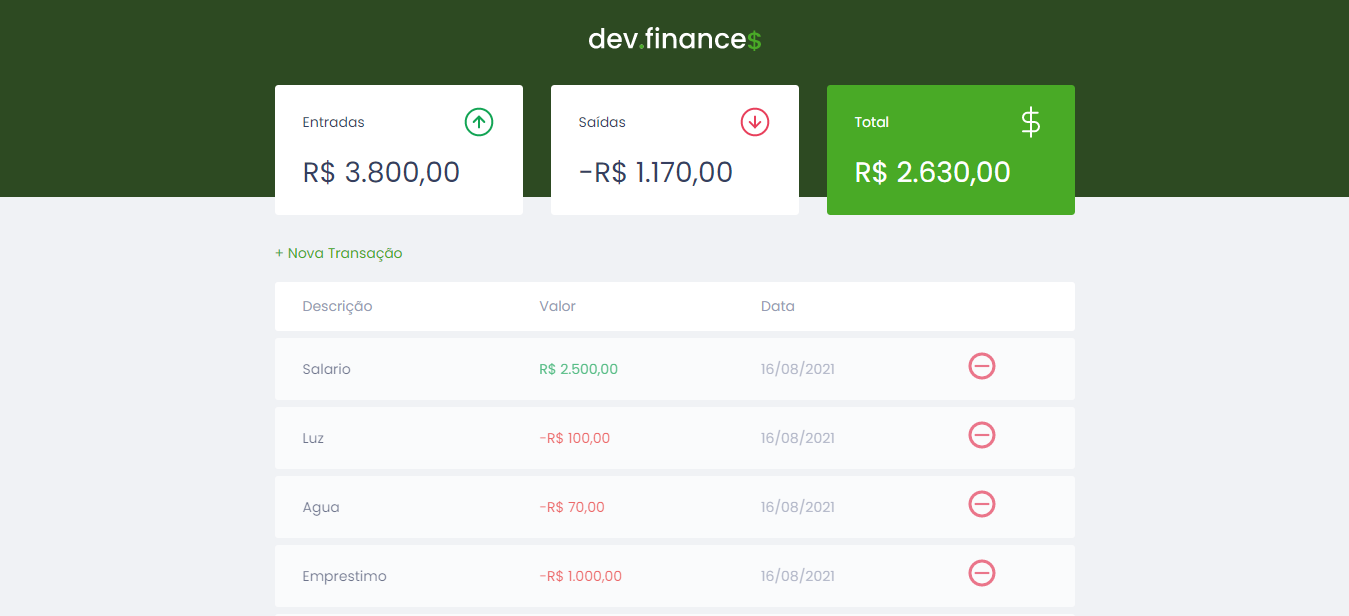 dev.finance$
Entradas
R$ 3.800,00
Saídas
-R$ 1.170,00
Total
$
R$ 2.630,00
+ Nova Transação
Descrição Valor Data
Salario R$ 2.500,00 16/08/2021
Luz -R$ 100,00 16/08/2021
Agua -R$ 70,00 16/08/2021
Emprestimo -R$ 1.000,00 16/08/2021